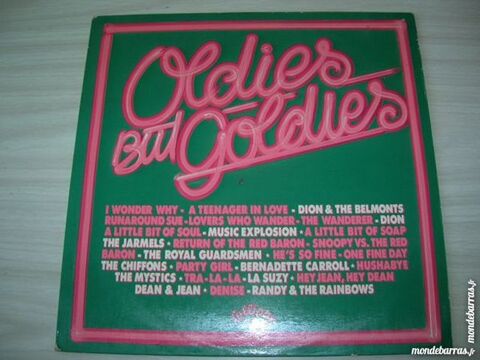 Oldies
But Goldies
I WONDER WHY - A TEENAGER IN LOVE - DION & THE BELMONTS
RUNAROUND SUE - LOVERS WHO WANDER - THE WANDERER - DION
A LITTLE BIT OF SOUL - MUSIC EXPLOSION - A LITTLE BIT OF SOAP
THE JARMELS - RETURN OF THE RED BARON - SNOOPY VS. THE RED
BARON - THE ROYAL GUARDSMEN - HE'S SO FINE - ONE FINE DAY
THE CHIFFONS - PARTY GIRL - BERNADETTE CARROLL - HUSHABYE
THE MYSTICS - TRA-LA-LA-LA SUZY - HEY JEAN, HEY DEAN
DEAN & JEAN - DENISE - RANDY & THE RAINBOWS
mondebarras.fr
mondebarras.fr